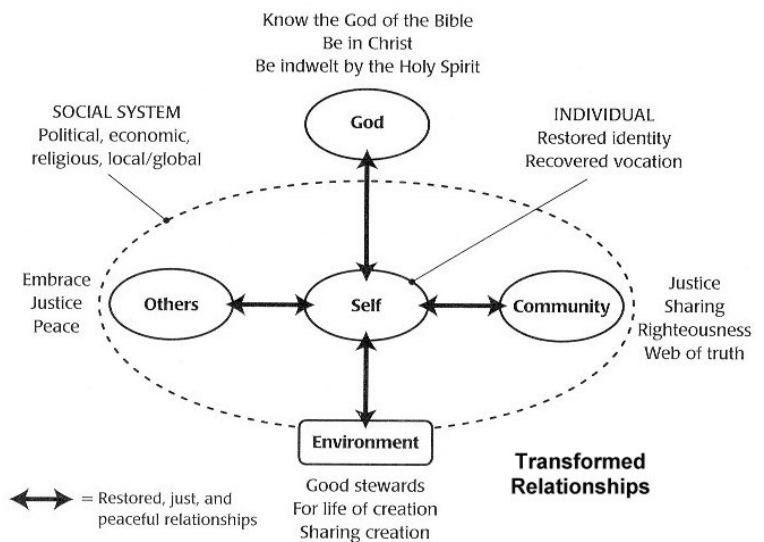 Know the God of the Bible
Be in Christ
Be indwelt by the Holy Spirit
SOCIAL SYSTEM
Political, economic,
religious, local/global
God
INDIVIDUAL
Restored identity
Recovered vocation
Embrace
Justice
Peace
Others
Self
Community
Justice
Sharing
Righteousness
Web of truth
Environment
Good stewards
For life of creation
Sharing creation
Transformed
Relationships
= Restored, just, and
peaceful relationships